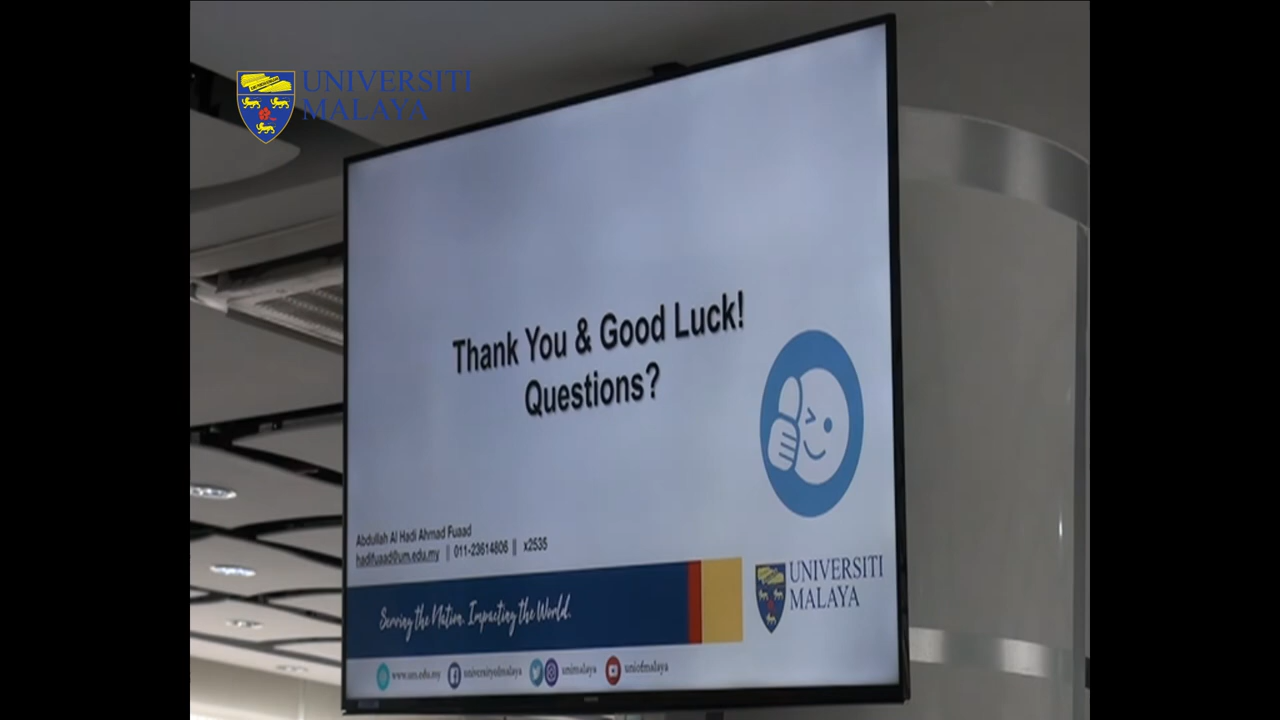 UNIVERSITI
MALAYA
Thank You & Good Luck!
Questions?
Abdullah Al Hadi Ahmad Fuaad
hadifuaad@um.edu.my || 011-23614806 || x2535
Serving the Nation. Impacting the World.
UNIVERSITI
MALAYA
www.um.edu.my universityofmalaya unimalaya uniofmalaya